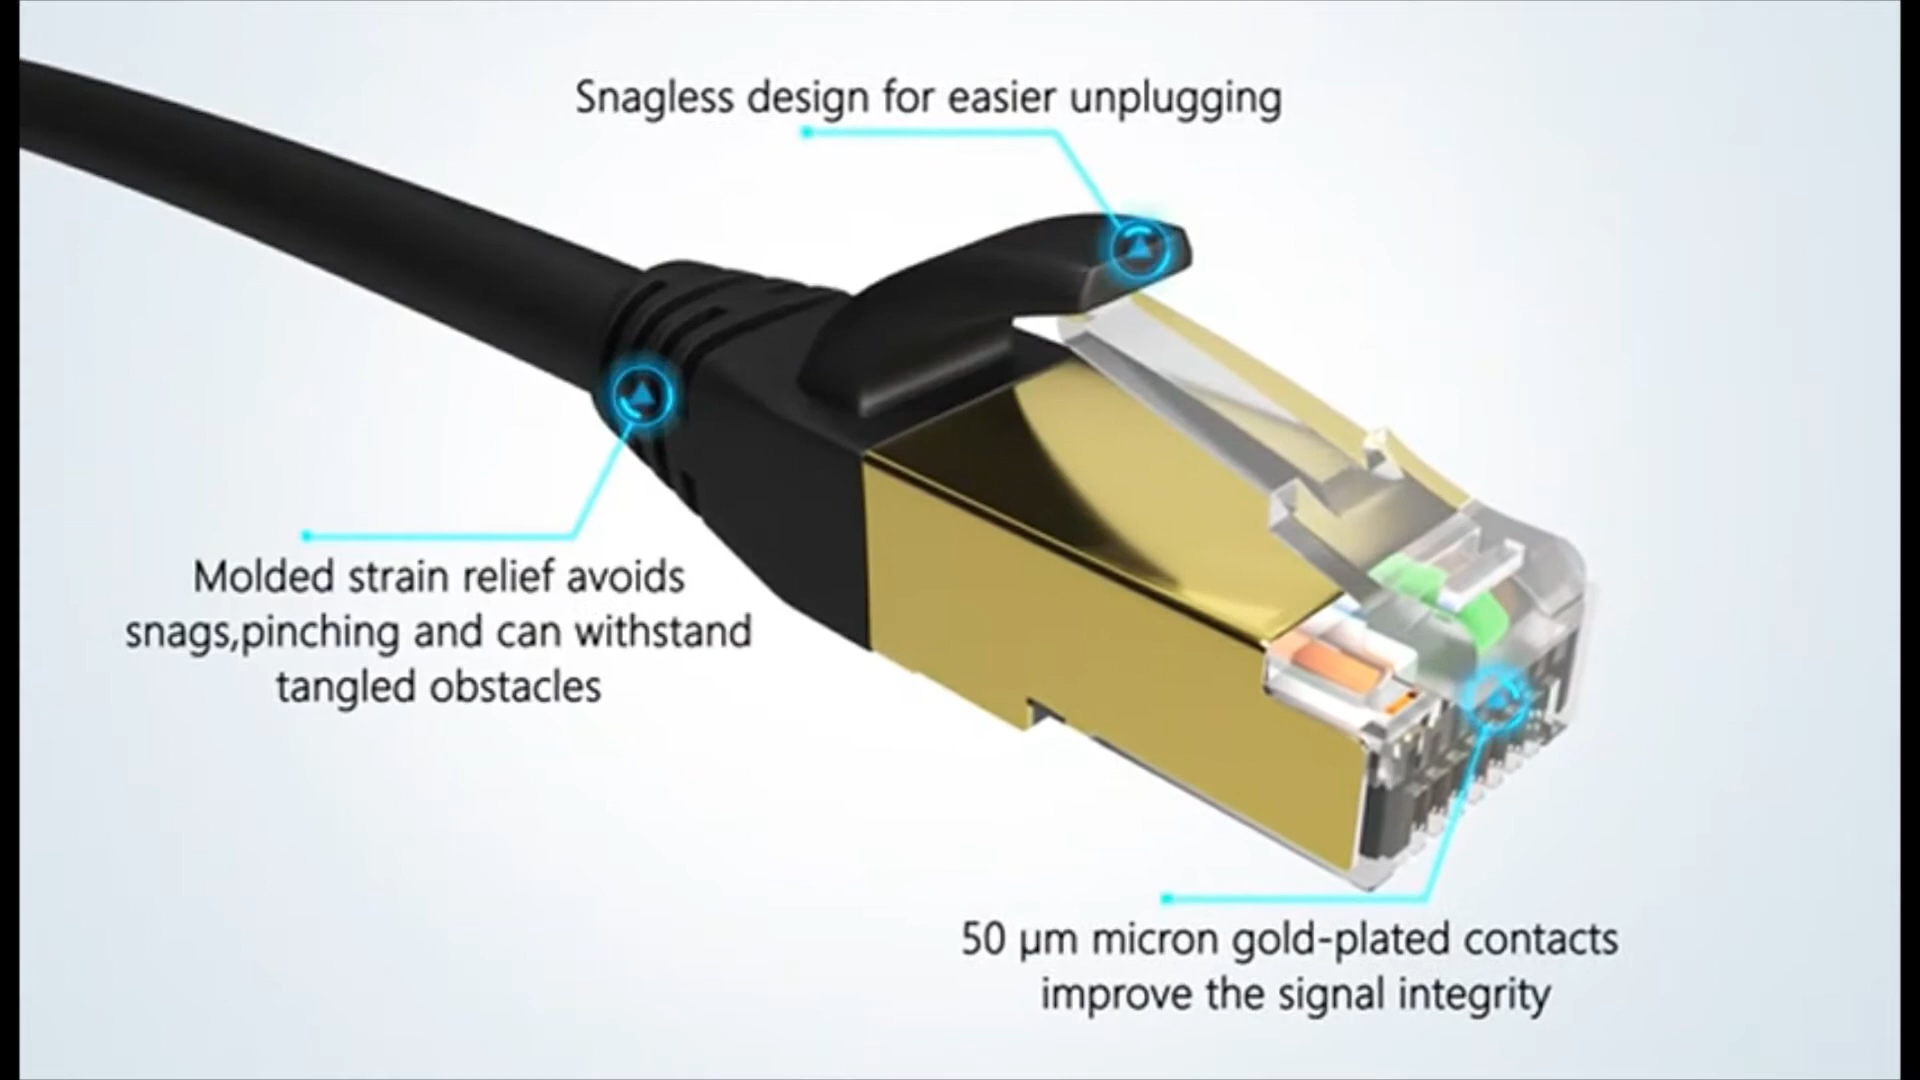 Snagless design for easier unplugging
Molded strain relief avoids
snags,pinching and can withstand
tangled obstacles
50 μm micron gold-plated contacts
improve the signal integrity